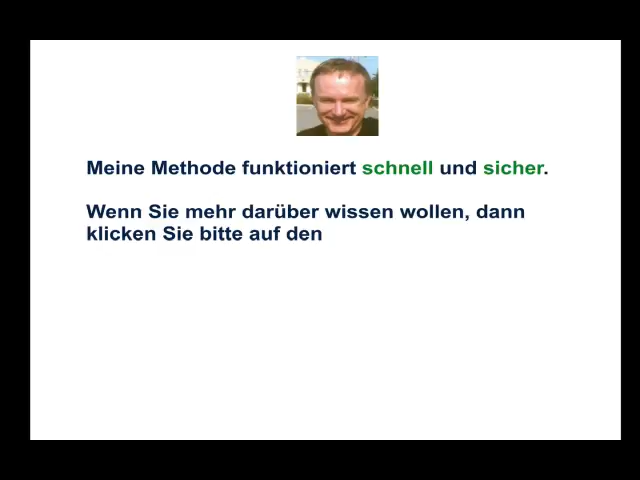 Meine Methode funktioniert schnell und sicher.
Wenn Sie mehr darüber wissen wollen, dann
klicken Sie bitte auf den